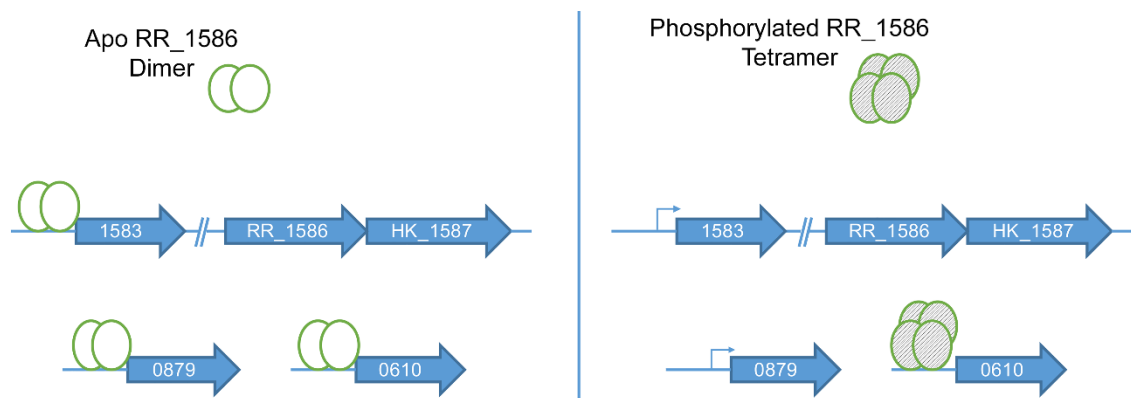 Apo RR_1586
Dimer
1583
RR_1586
HK_1587
0879
0610
Phosphorylated RR_1586
Tetramer
1583
RR_1586
HK_1587
0879
0610